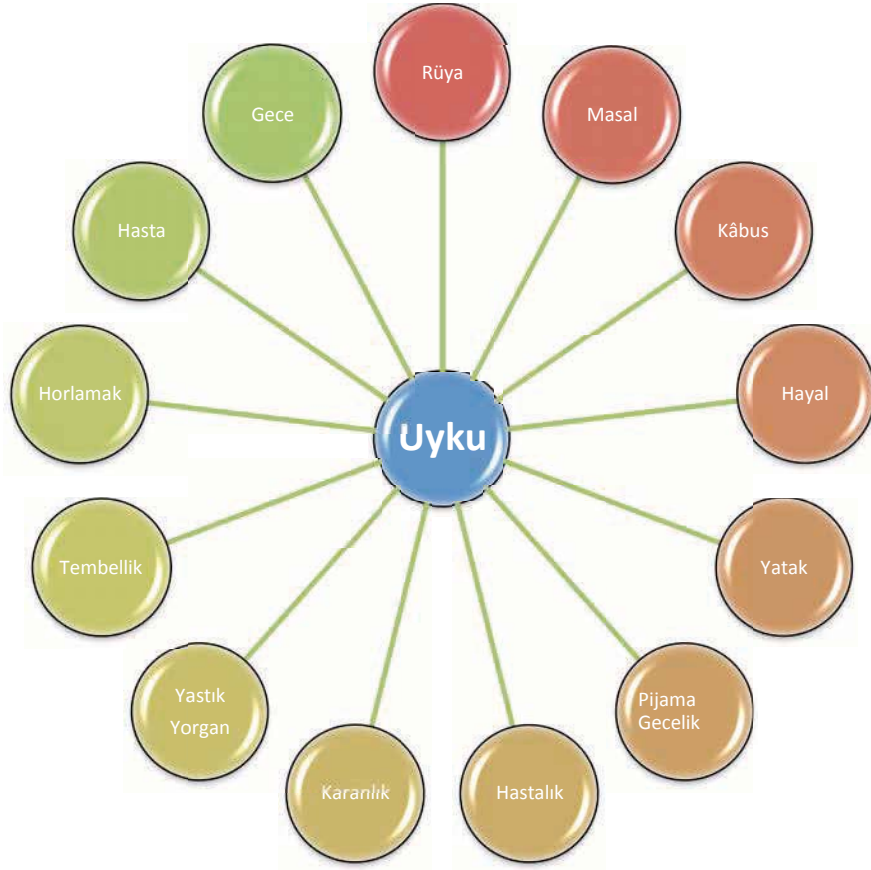 Rüya
Masal
Kâbus
Hayal
Yatak
Pijama
Gecelik
Hastalık
Karanlık
Yastık
Yorgan
Tembellik
Horlamak
Hasta
Gece
Uyku